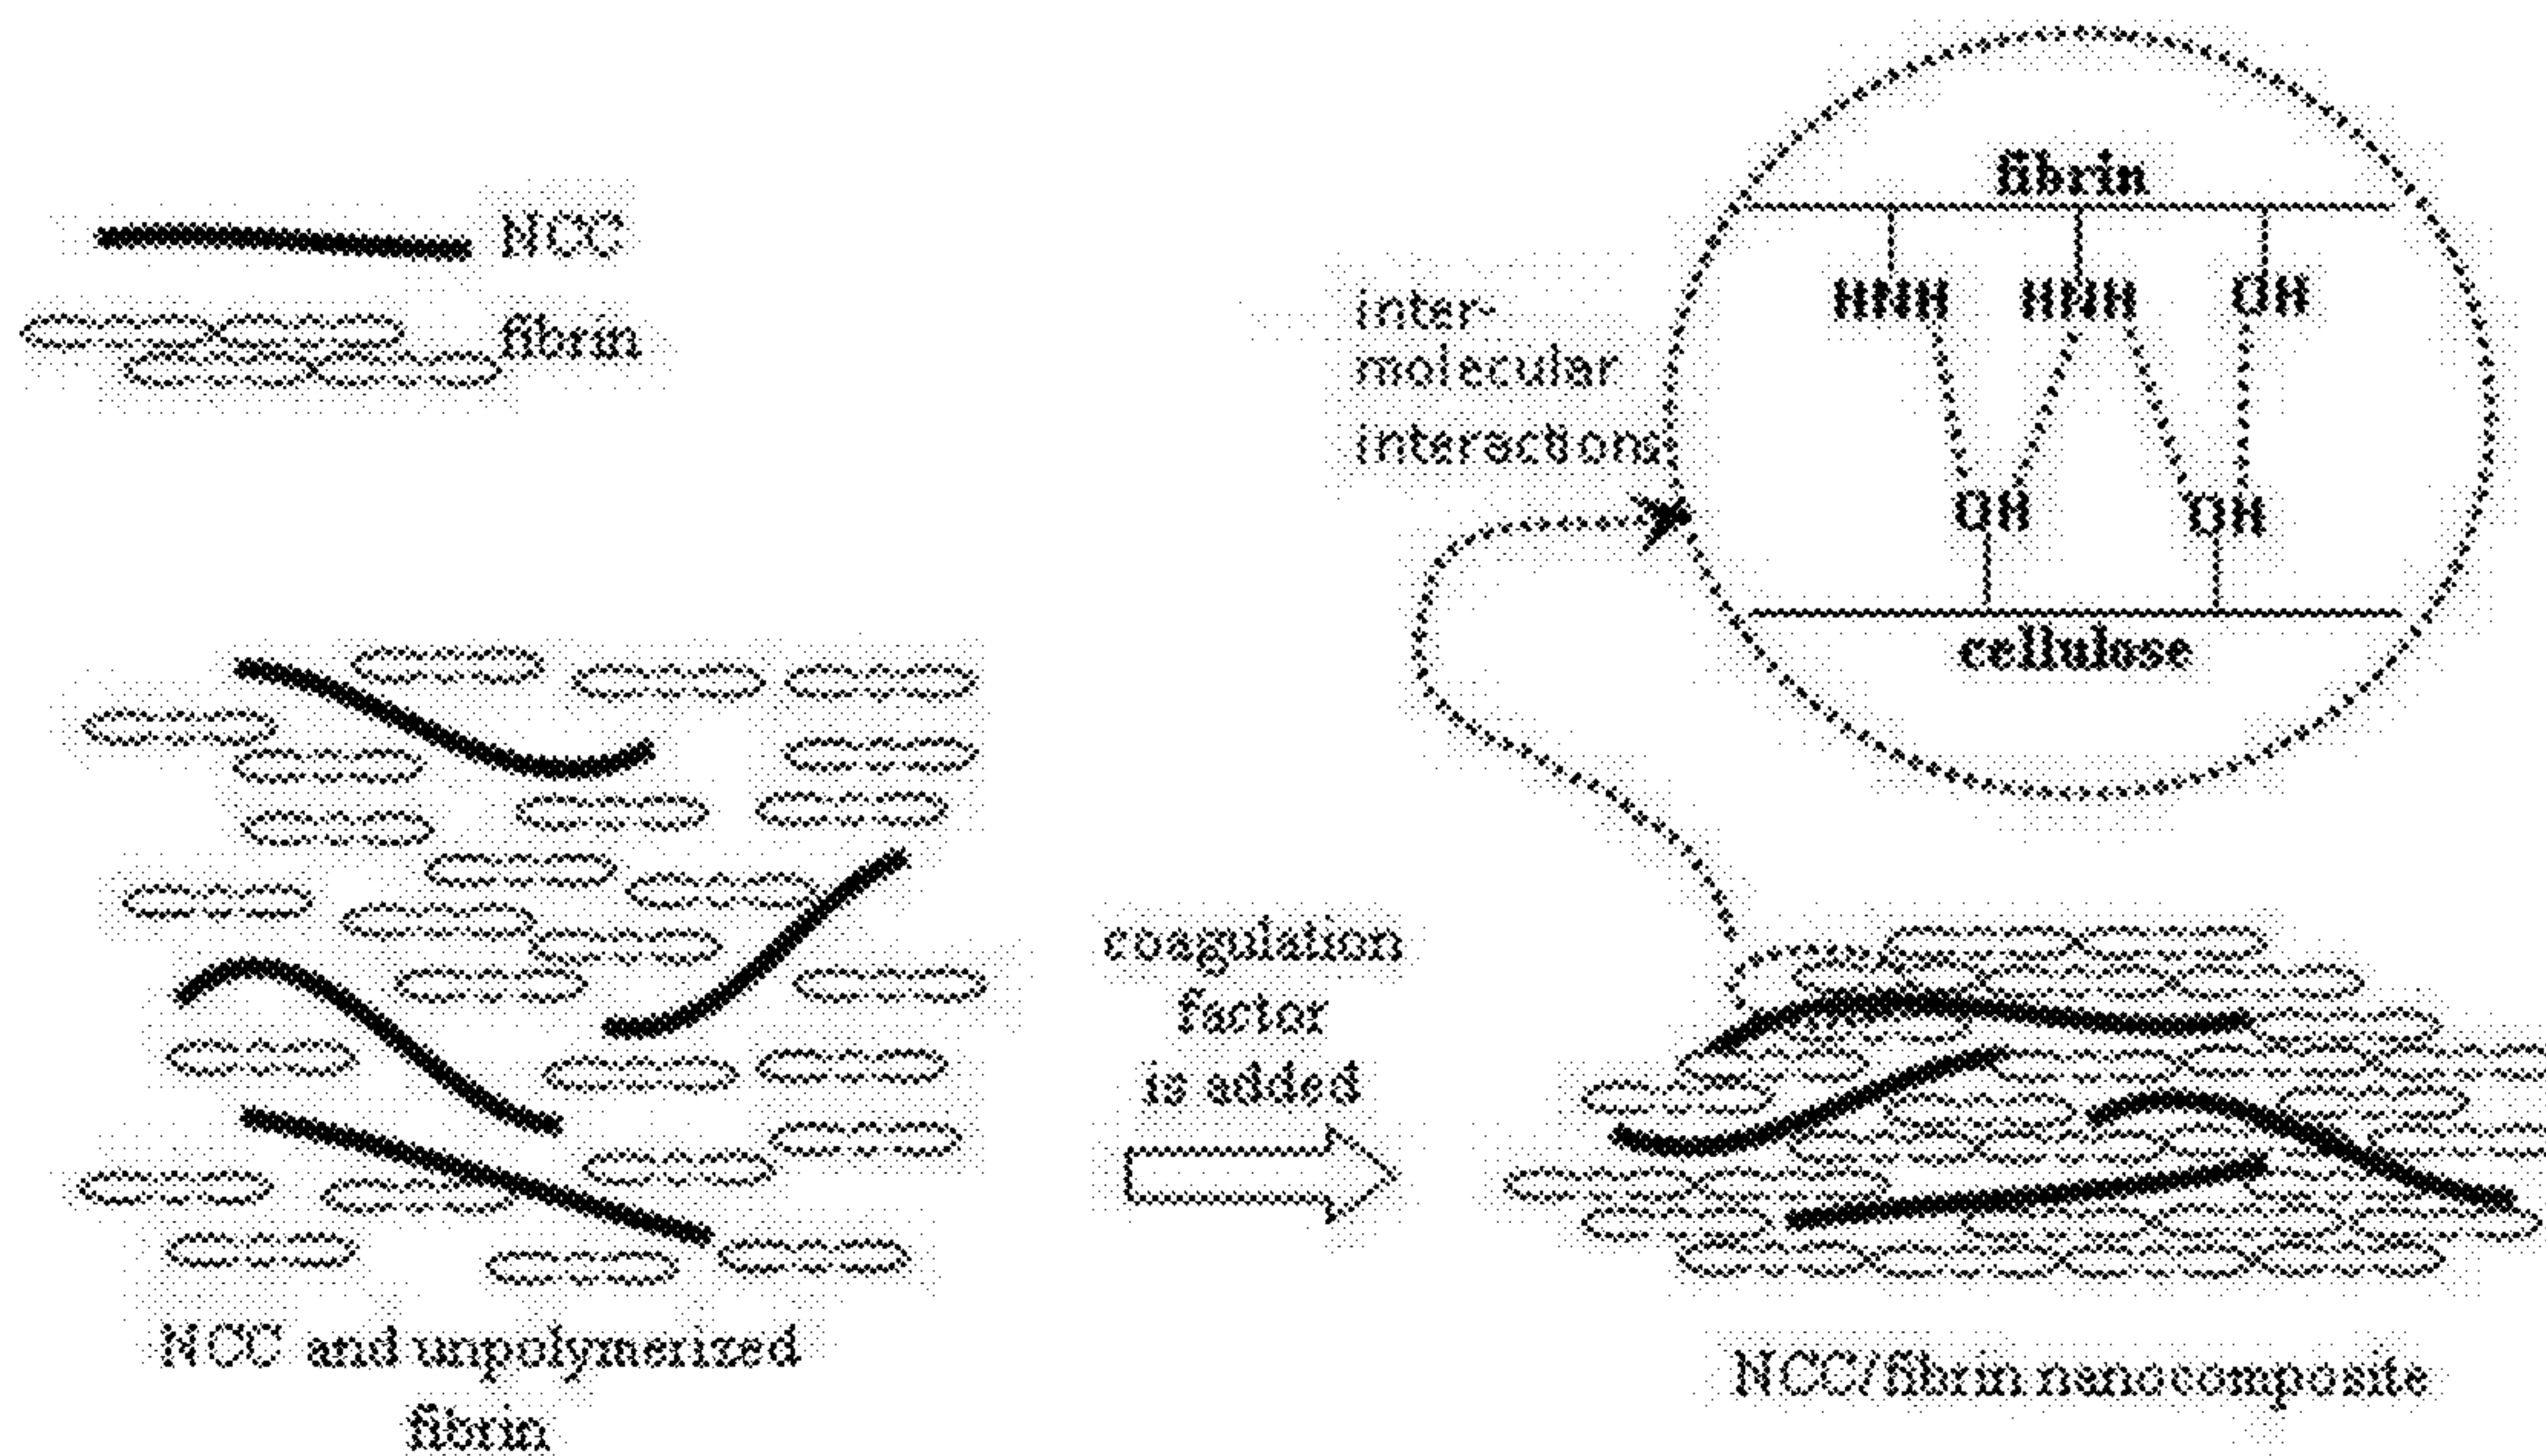 NCC
fibrin
inter-
molecular
interactions
fibrin
HNH HNH OH
OH OH
cellulose
coagulation
factor
is added
NCC and unpolymerized
fibrin
NCC/fibrin nanocomposite